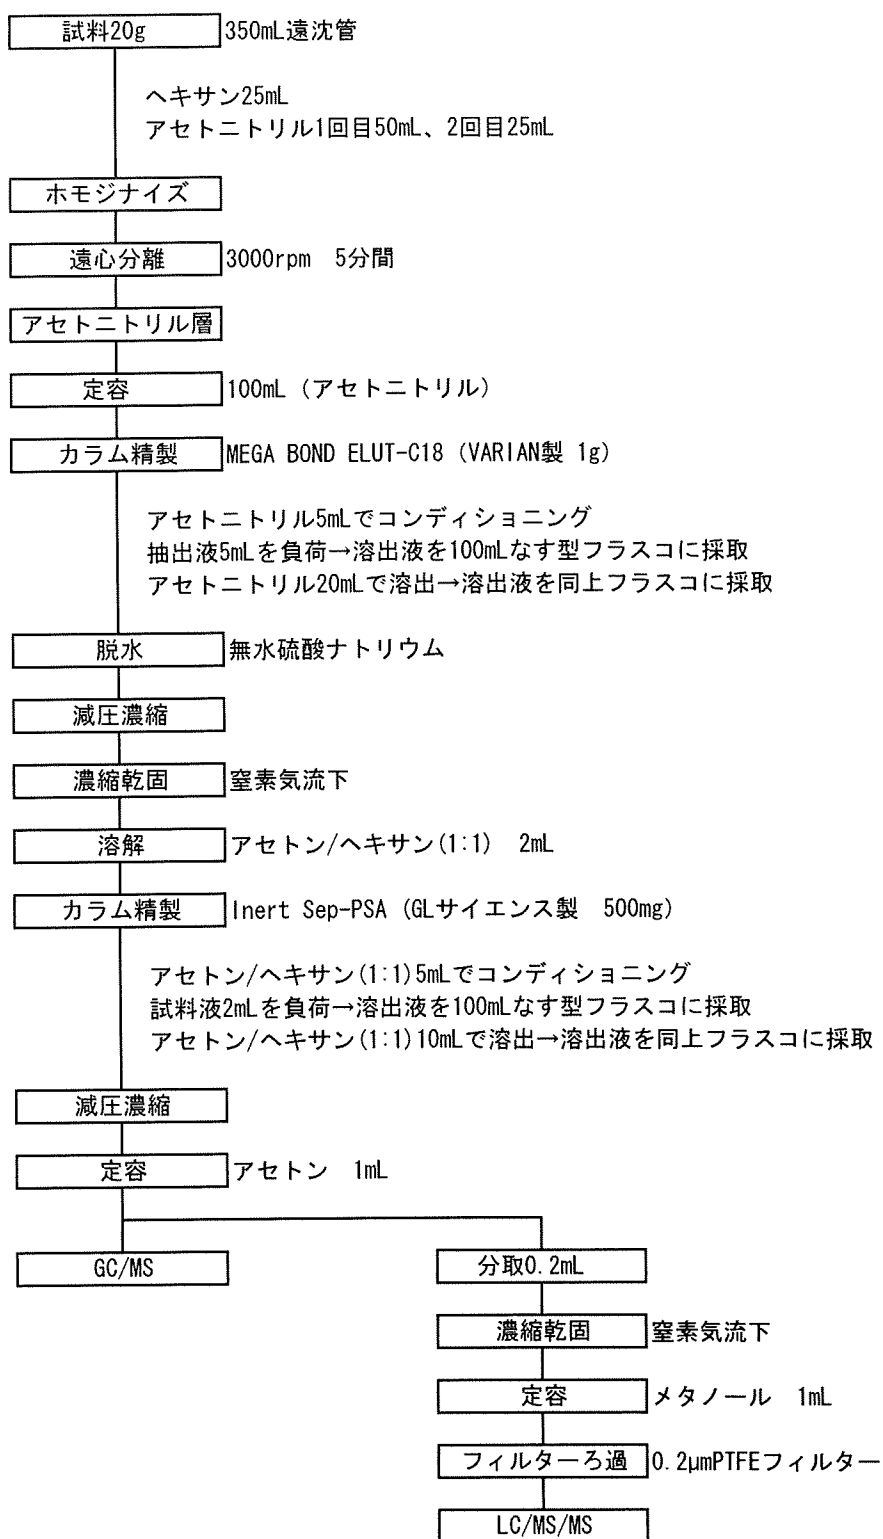 試料20g 350mL遠沈管
ヘキサン25mL
アセトニトリル1回目50mL、2回目25mL
ホモジナイズ
遠心分離 3000rpm 5分間
アセトニトリル層
定容 100mL (アセトニトリル)
カラム精製 MEGA BOND ELUT-C18 (VARIAN製 1g)
アセトニトリル5mLでコンディショニング
抽出液5mLを負荷→溶出液を100mLなす型フラスコに採取
アセトニトリル20mLで溶出→溶出液を同上フラスコに採取
脱水 無水硫酸ナトリウム
減圧濃縮
濃縮乾固 窒素気流下
溶解 アセトン/ヘキサン(1:1) 2mL
カラム精製 Inert Sep-PSA (GLサイエンス製 500mg)
アセトン/ヘキサン(1:1)5mLでコンディショニング
試料液2mLを負荷→溶出液を100mLなす型フラスコに採取
アセトン/ヘキサン(1:1)10mLで溶出→溶出液を同上フラスコに採取
減圧濃縮
定容 アセトン 1mL
GC/MS
分取0.2mL
濃縮乾固 窒素気流下
定容 メタノール 1mL
フィルターろ過 0.2μmPTFEフィルター
LC/MS/MS